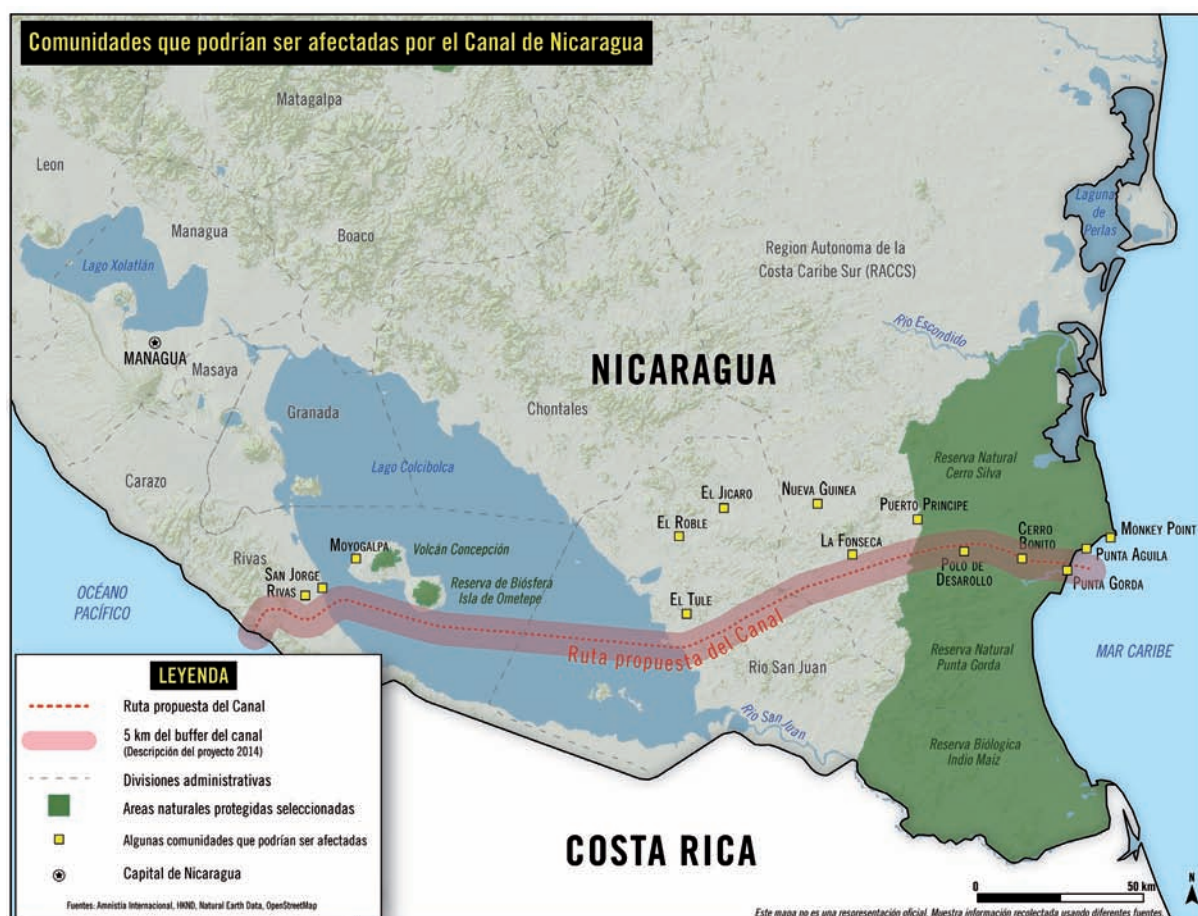 Comunidades que podrían ser afectadas por el Canal de Nicaragua
Matagalpa
Leon
Managua
Boaco
Lago Xolatlán
Laguna
de
Perlas
Region Autonoma de la
Costa Caribe Sur (RACCS)
Río Escondido
MANAGUA
Masaya
NICARAGUA
Granada
Chontales
Lago Colcibolca
Reserva Natural
Cerro Silva
Carazo
EL JICARO
NUEVA GUINEA
PUERTO PRINCIPE
EL ROBLE
MONKEY POINT
LA FONSECA
CERRO
BONITO
MOYOGALPA
Volcán Concepción
PUNTA AGUILA
Rivas
POLO DE
DESAROLLO
SAN JORGE
RIVAS
Reserva de Biósfera
Isla de Ometepe
PUNTA GORDA
OCÉANO
PACÍFICO
EL TULE
Ruta propuesta del Canal
MAR CARIBE
Rio San Juan
Reserva Natural
Punta Gorda
Río San Juan
Reserva Biológica
Indio Maíz
LEYENDA
Ruta propuesta del Canal
5 km del buffer del canal
(Descripción del proyecto 2014)
Divisiones administrativas
Areas naturales protegidas seleccionadas
Algunas comunidades que podrían ser afectadas
Capital de Nicaragua
Fuentes: Amnistía Internacional, HKND, Natural Earth Data, OpenStreetMap
COSTA RICA
0 50 km
N
Este mapa no es una respresentación oficial. Muestra información recolectada usando diferentes fuentes.